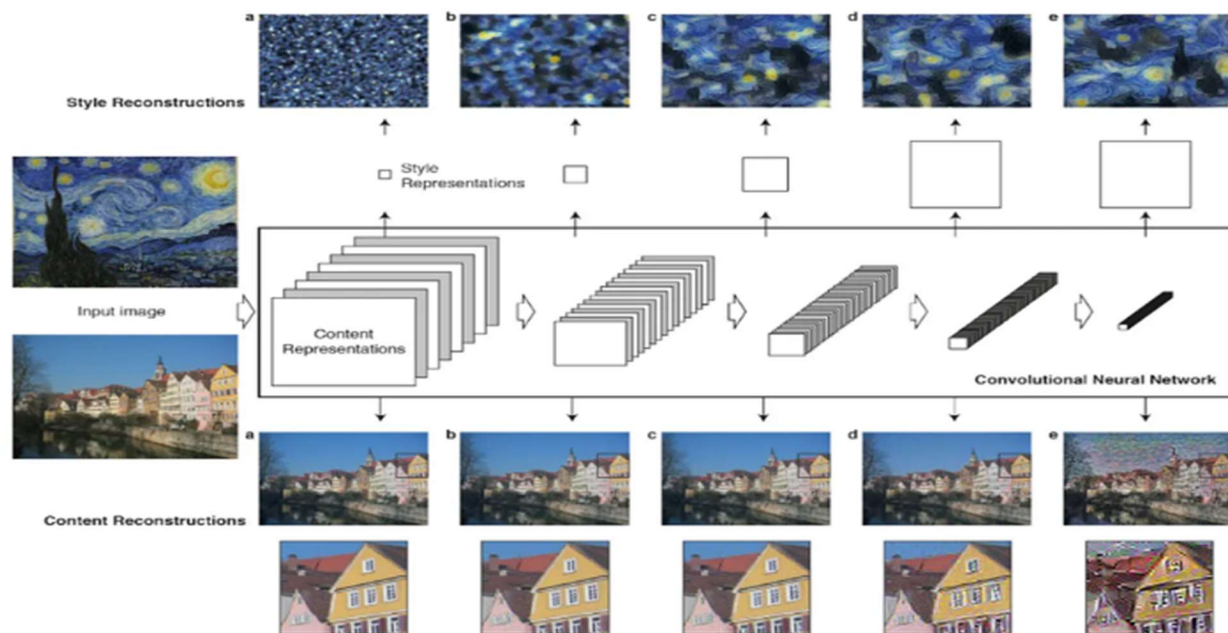 a
b
c
d
e
Style Reconstructions
Style
Representations
Input image
Content
Representations
Convolutional Neural Network
a
b
c
d
e
Content Reconstructions